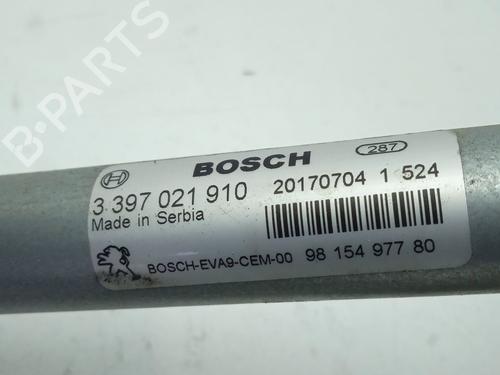 B-PARTS
BOSCH
287
3 397 021 910
20170704 1 524
Made in Serbia
BOSCH-EVA9-CEM-00
98 154 977 80